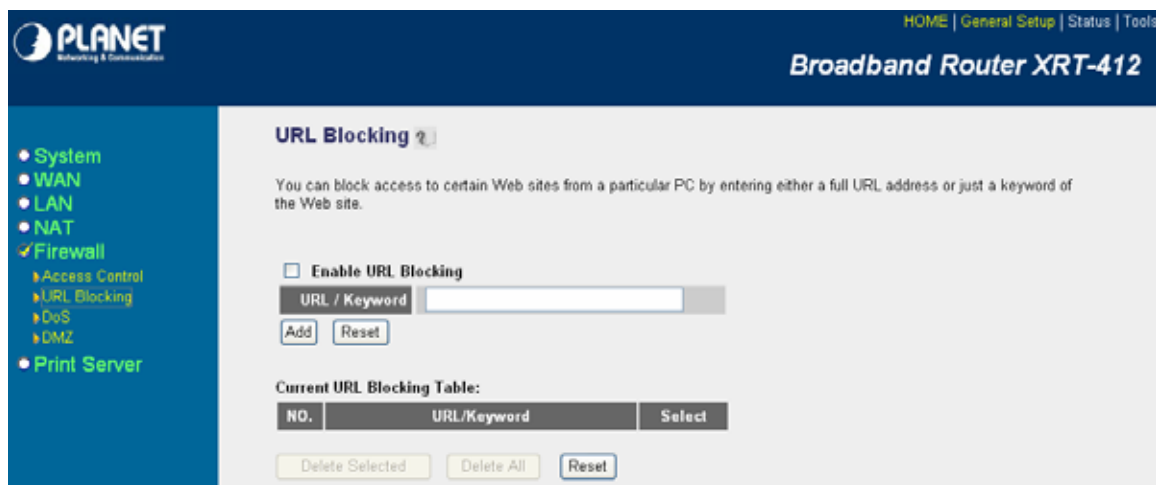 PLANET
Networking & Communication
HOME | General Setup | Status | Tools
Broadband Router XRT-412
System
WAN
LAN
NAT
Firewall
Access Control
URL Blocking
DoS
DMZ
Print Server
URL Blocking
You can block access to certain Web sites from a particular PC by entering either a full URL address or just a keyword of
the Web site.
Enable URL Blocking
URL / Keyword
Add Reset
Current URL Blocking Table:
NO. URL/Keyword Select
Delete Selected Delete All Reset